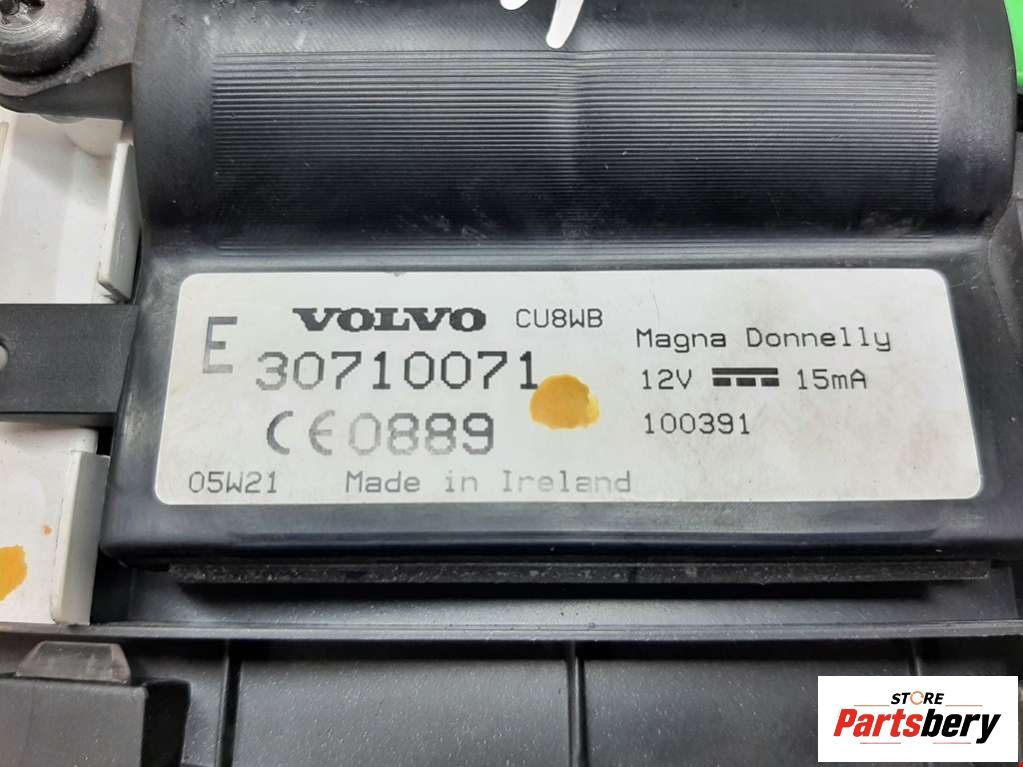 E VOLVO CU8WB
30710071
CE0889
05W21 Made in Ireland
Magna Donnelly
12V 15mA
100391
STORE
Partsbery